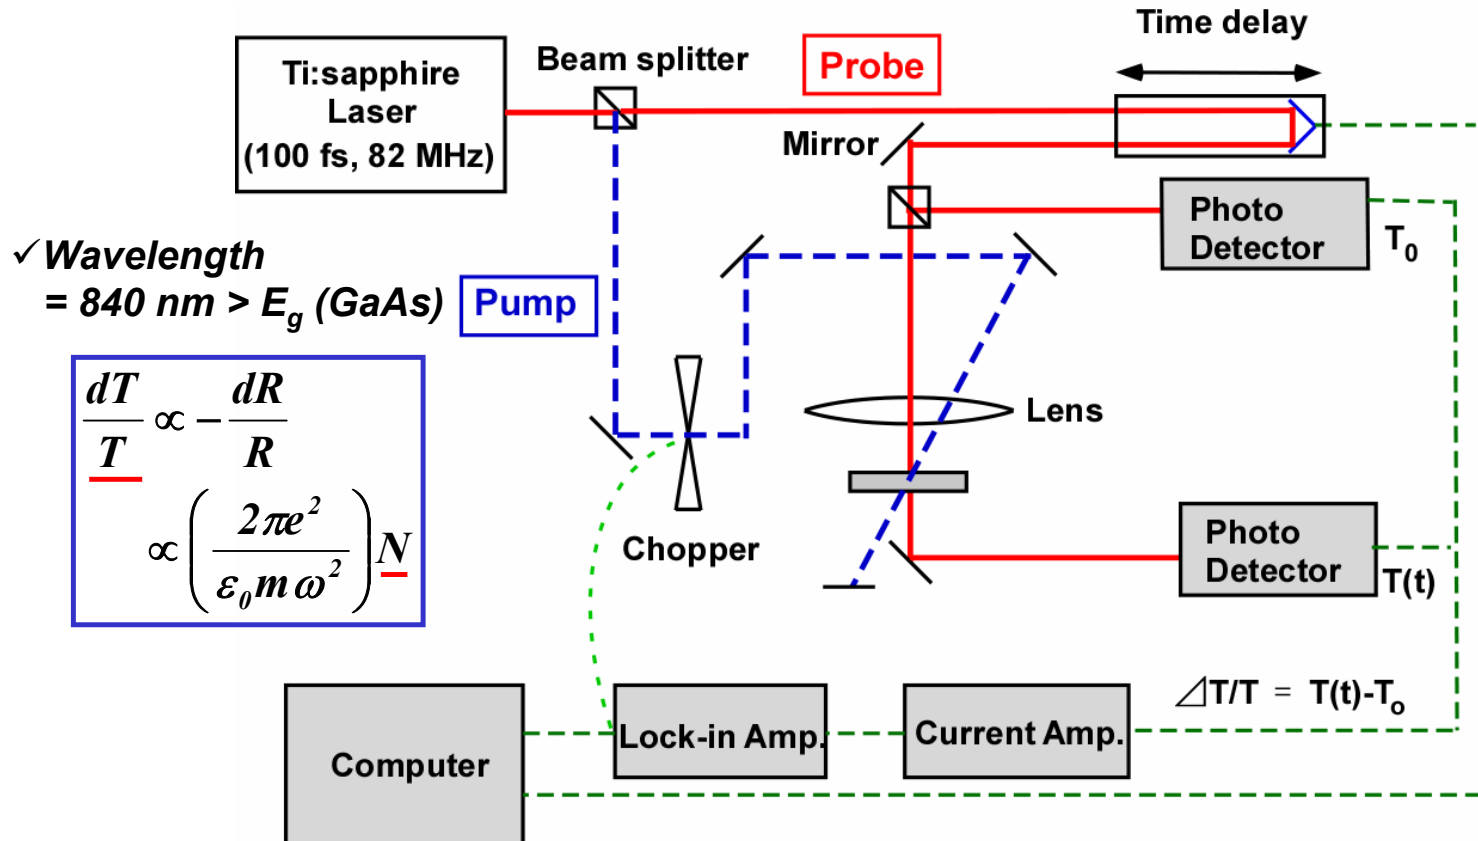 Time delay
Beam splitter
Probe
Ti:sapphire
Laser
(100 fs, 82 MHz)
Mirror
Photo
Detector
T₀
✓Wavelength
= 840 nm > E_g (GaAs)
Pump
dT/T ∝ − dR/R
∝ (2πe²/ε₀mω²) N
Lens
Chopper
Photo
Detector
T(t)
⊿T/T = T(t)-Tₒ
Lock-in Amp.
Current Amp.
Computer